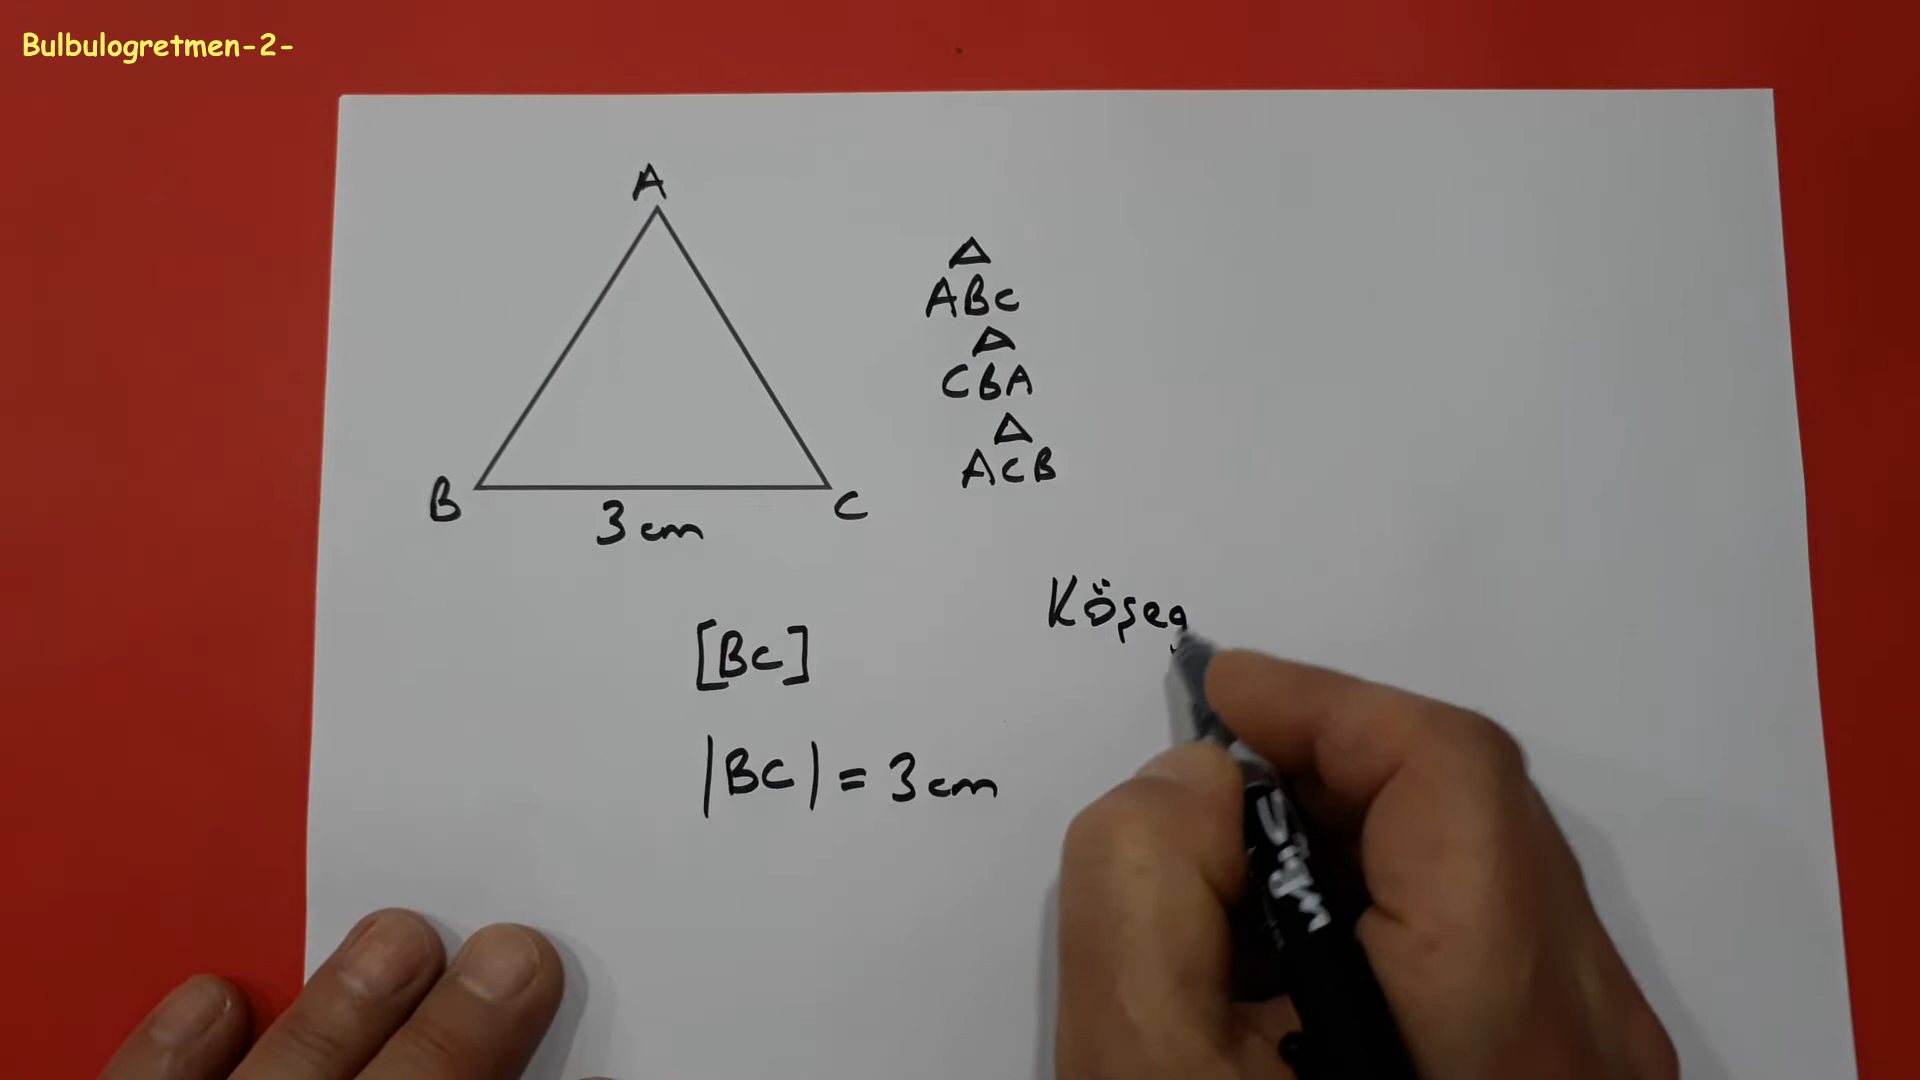 Bulbulogretmen-2-
A
B
C
3 cm
ABC
CBA
ACB
[BC]
|BC| = 3 cm
Köşeg